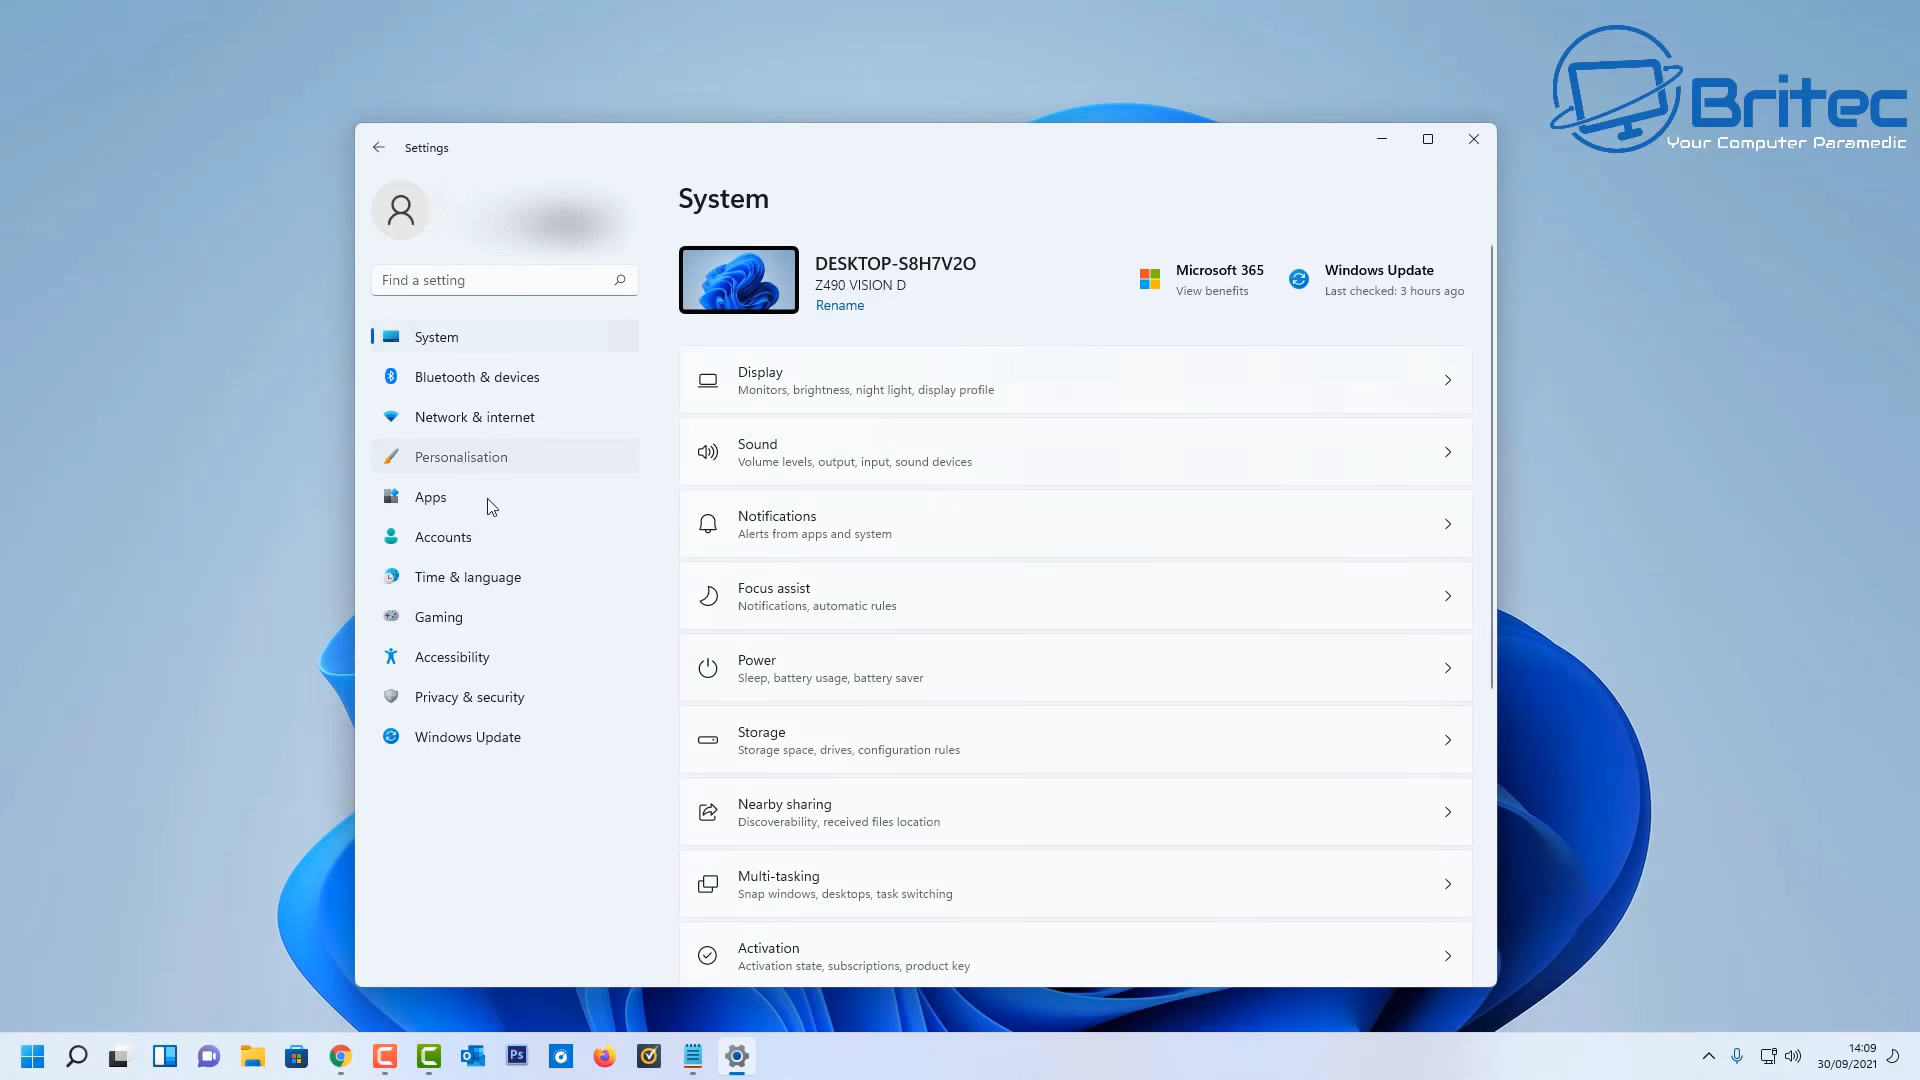 Britec
Your Computer Paramedic
Settings
Find a setting
System
Bluetooth & devices
Network & internet
Personalisation
Apps
Accounts
Time & language
Gaming
Accessibility
Privacy & security
Windows Update
System
DESKTOP-S8H7V2O
Z490 VISION D
Rename
Microsoft 365
View benefits
Windows Update
Last checked: 3 hours ago
Display
Monitors, brightness, night light, display profile
Sound
Volume levels, output, input, sound devices
Notifications
Alerts from apps and system
Focus assist
Notifications, automatic rules
Power
Sleep, battery usage, battery saver
Storage
Storage space, drives, configuration rules
Nearby sharing
Discoverability, received files location
Multi-tasking
Snap windows, desktops, task switching
Activation
Activation state, subscriptions, product key
Ps
14:09
30/09/2021